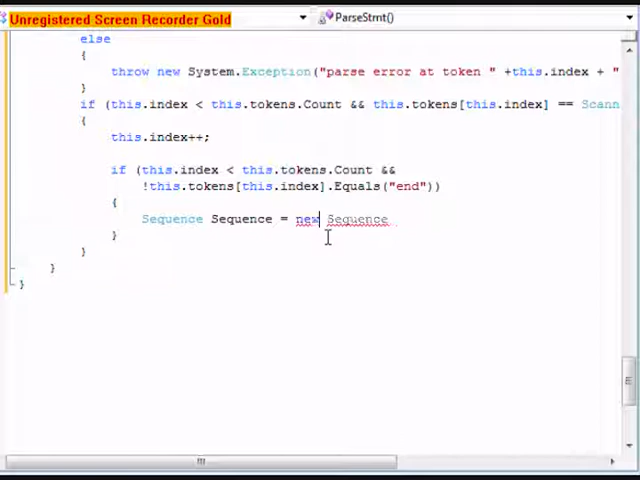 Unregistered Screen Recorder Gold
ParseStmt()
else
{
throw new System.Exception("parse error at token " +this.index + "
}
if (this.index < this.tokens.Count && this.tokens[this.index] == Scann
{
this.index++;
if (this.index < this.tokens.Count &&
!this.tokens[this.index].Equals("end"))
{
Sequence Sequence = new Sequence
}
}
}
}